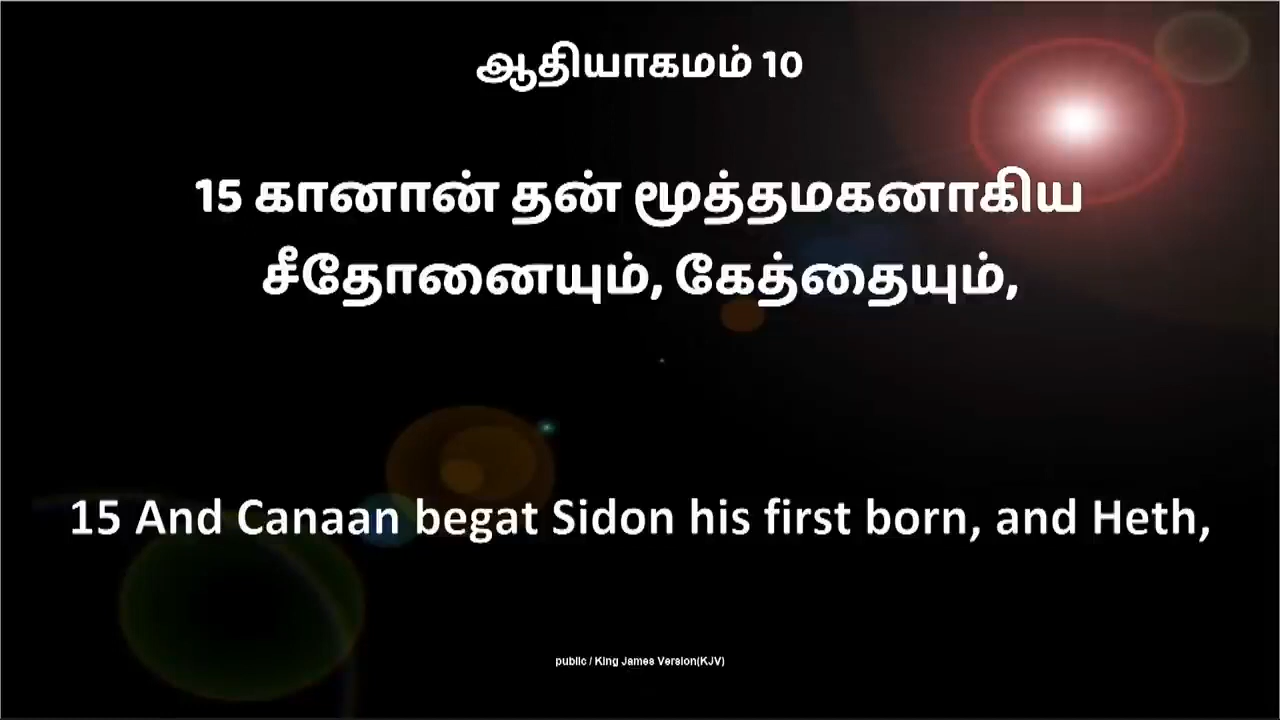 ஆதியாகமம் 10
15 கானான் தன் மூத்தமகனாகிய
சீதோனையும், கேத்தையும்,
15 And Canaan begat Sidon his first born, and Heth,
public / King James Version(KJV)